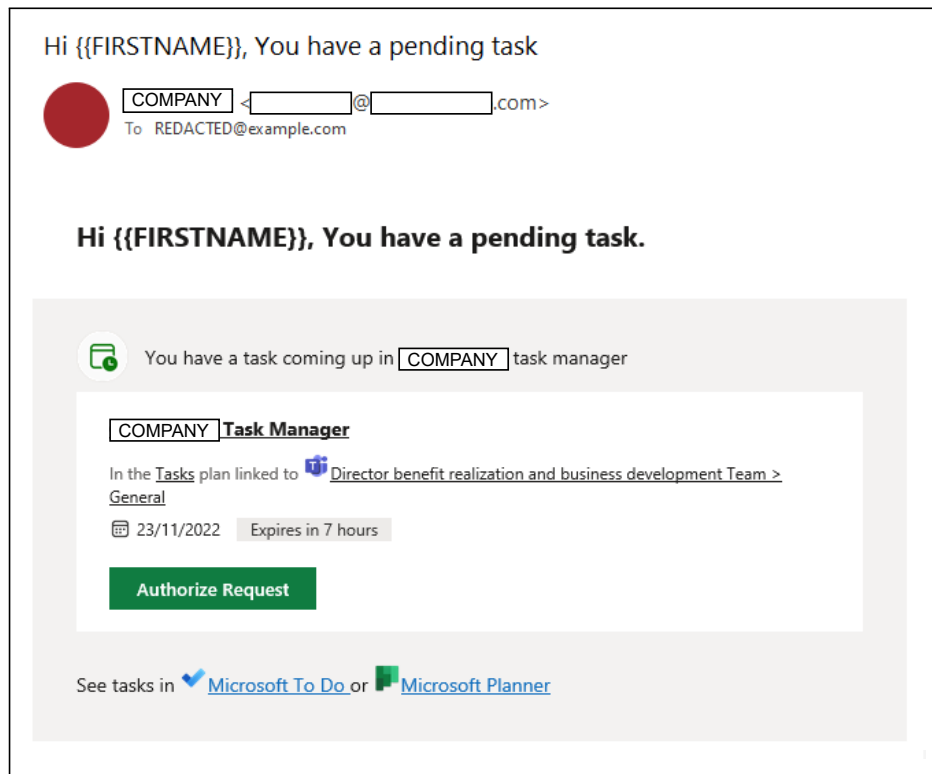 Hi {{FIRSTNAME}}, You have a pending task
COMPANY < @ .com>
To REDACTED@example.com
Hi {{FIRSTNAME}}, You have a pending task.
You have a task coming up in COMPANY task manager
COMPANY Task Manager
In the Tasks plan linked to Director benefit realization and business development Team >
General
23/11/2022 Expires in 7 hours
Authorize Request
See tasks in Microsoft To Do or Microsoft Planner